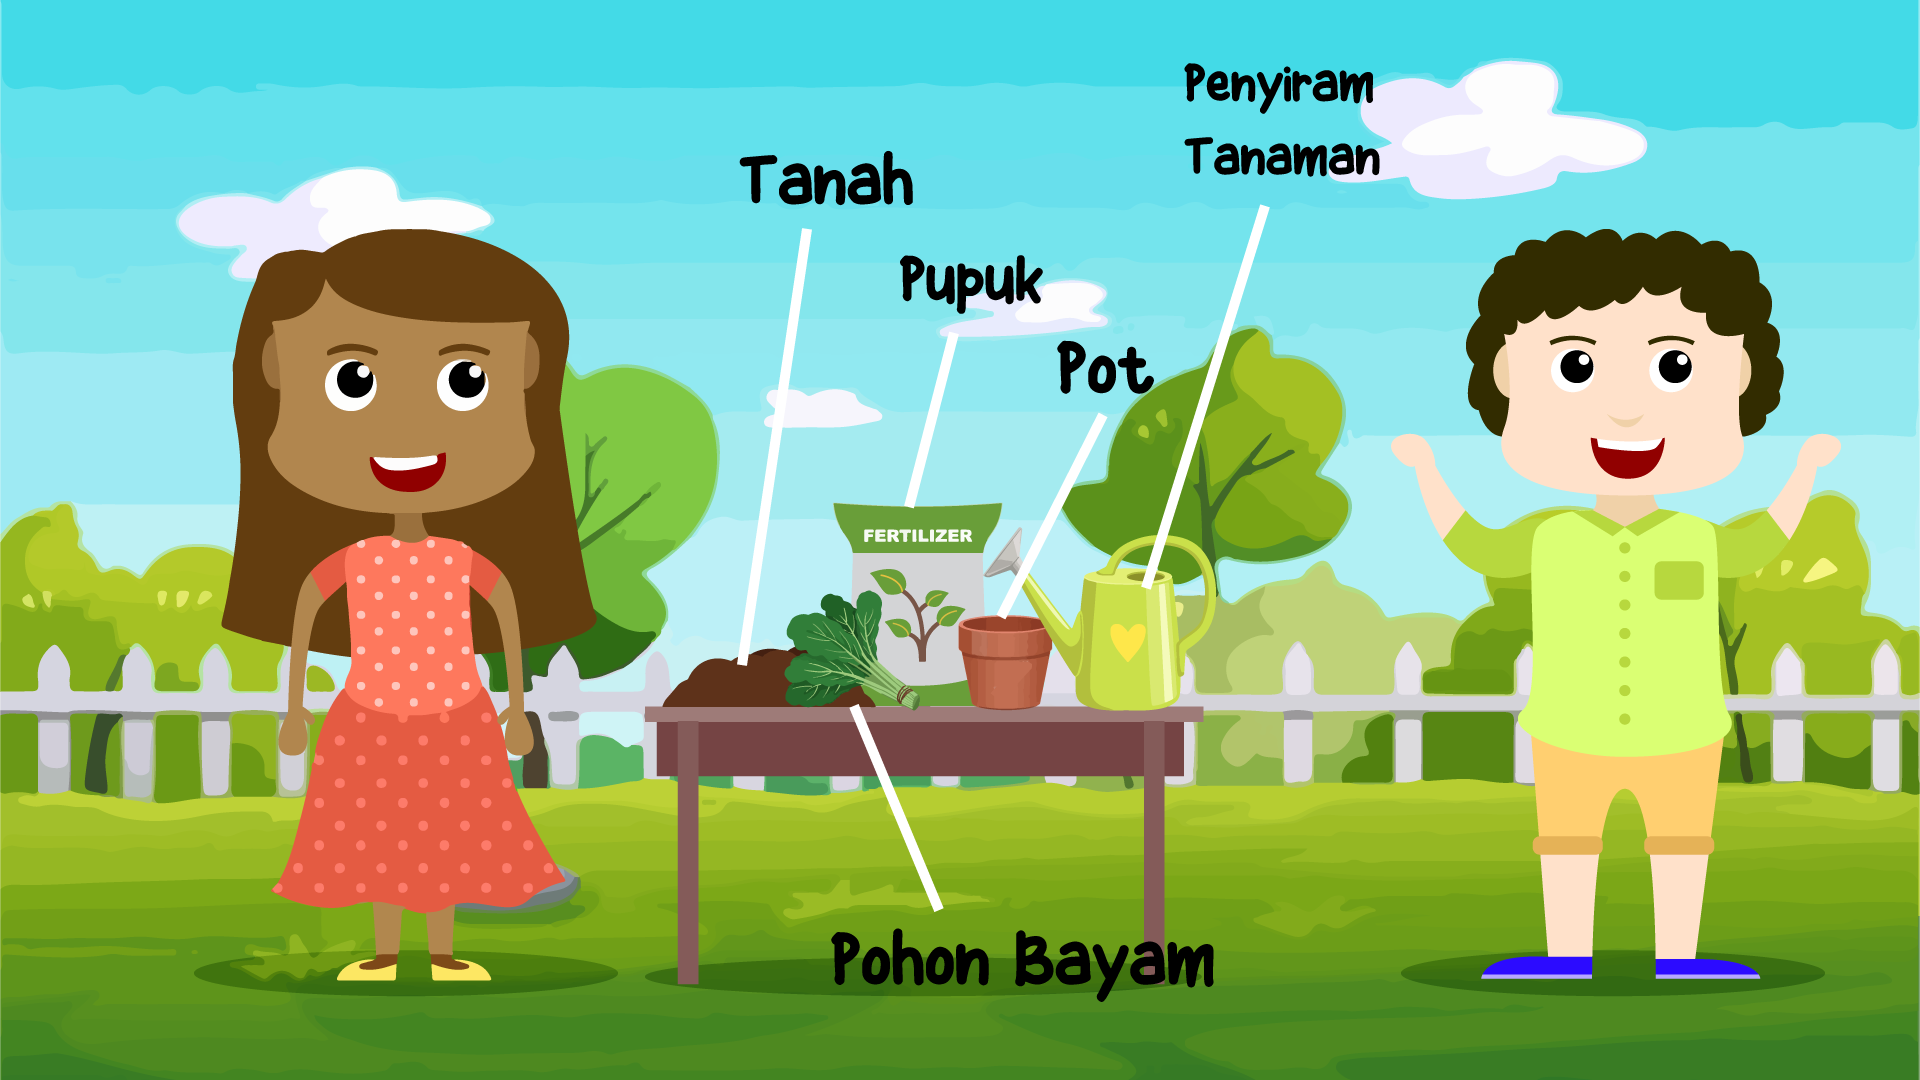 Penyiram
Tanaman
Tanah
Pupuk
Pot
FERTILIZER
Pohon Bayam